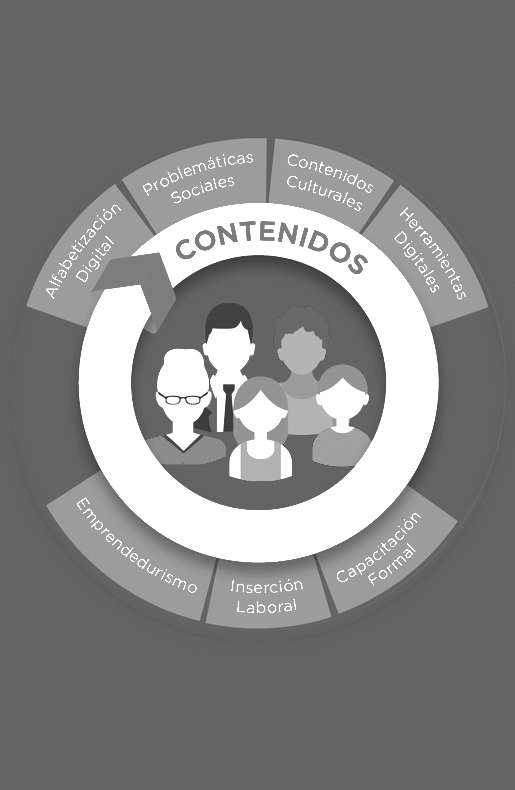 Alfabetización
Digital
Problemáticas
Sociales
Contenidos
Culturales
Herramientas
Digitales
CONTENIDOS
Emprendedurismo
Inserción
Laboral
Capacitación
Formal